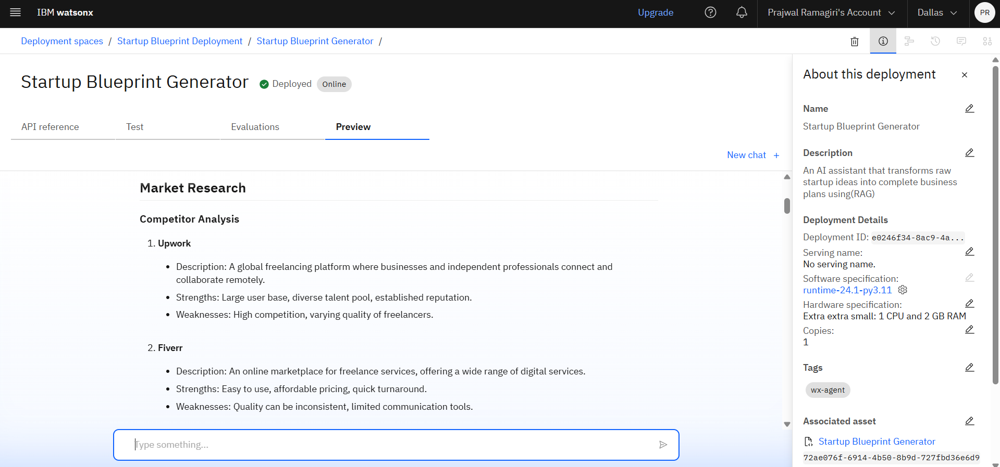 IBM watsonx
Upgrade
Prajwal Ramagiri's Account
Dallas
PR
Deployment spaces / Startup Blueprint Deployment / Startup Blueprint Generator /
Startup Blueprint Generator
Deployed
Online
API reference
Test
Evaluations
Preview
New chat +
Market Research
Competitor Analysis
1. Upwork
• Description: A global freelancing platform where businesses and independent professionals connect and
collaborate remotely.
• Strengths: Large user base, diverse talent pool, established reputation.
• Weaknesses: High competition, varying quality of freelancers.
2. Fiverr
• Description: An online marketplace for freelance services, offering a wide range of digital services.
• Strengths: Easy to use, affordable pricing, quick turnaround.
• Weaknesses: Quality can be inconsistent, limited communication tools.
Type something...
About this deployment
Name
Startup Blueprint Generator
Description
An AI assistant that transforms raw
startup ideas into complete business
plans using(RAG)
Deployment Details
Deployment ID: e0246f34-8ac9-4a...
Serving name:
No serving name.
Software specification:
runtime-24.1-py3.11
Hardware specification:
Extra extra small: 1 CPU and 2 GB RAM
Copies:
1
Tags
wx-agent
Associated asset
Startup Blueprint Generator
72ae076f-6914-4b50-8b9d-727fbd36e6d9